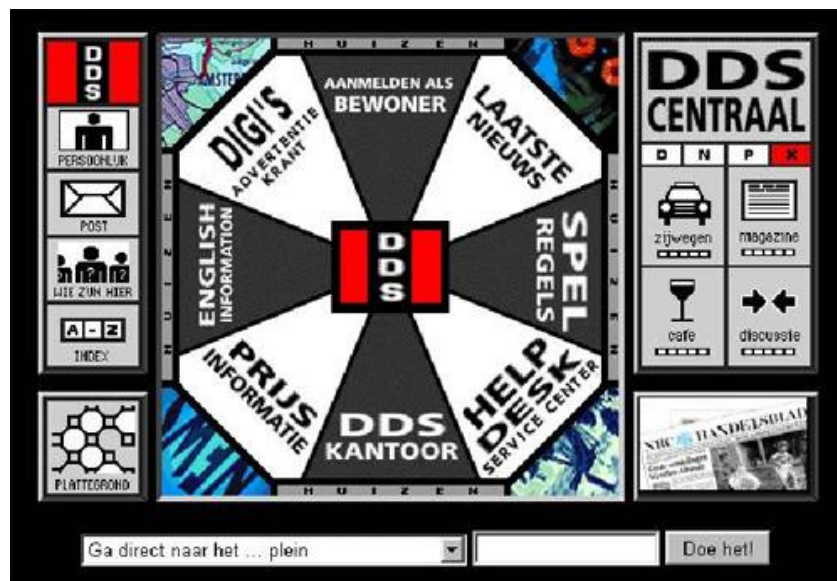 DDS
PERSOONLIJK
POST
WIE ZIJN HIER
A - Z
INDEX
PLATTEGROND
HUIZEN
AMSTER
AANMELDEN ALS
BEWONER
LAATSTE
NIEUWS
SPEL
REGELS
HELP
DESK
SERVICE CENTER
DDS
KANTOOR
PRIJS
INFORMATIE
ENGLISH
INFORMATION
DIGI'S
ADVERTENTIE
KRANT
DDS
HUIZEN
HUIZEN
HUIZEN
DDS
CENTRAAL
D N P X
zijwegen
magazine
cafe
discussie
NRC HANDELSBLAD
Ga direct naar het ... plein
Doe het!